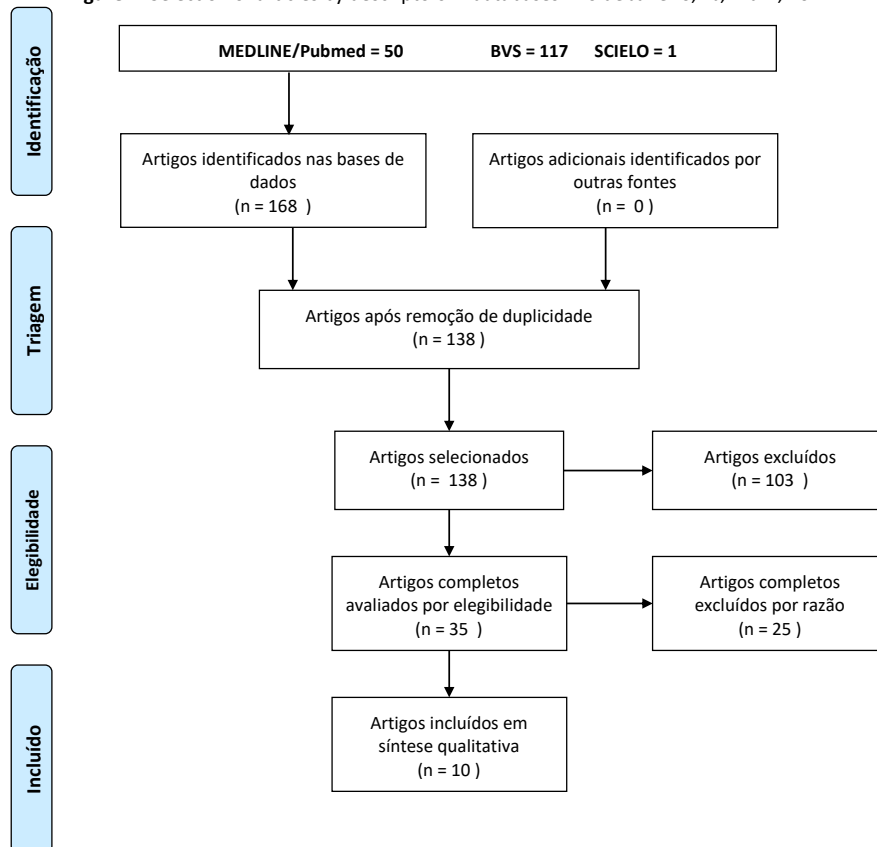 Identificação
MEDLINE/Pubmed = 50 BVS = 117 SCIELO = 1
Artigos identificados nas bases de
dados
(n = 168 )
Artigos adicionais identificados por
outras fontes
(n = 0 )
Triagem
Artigos após remoção de duplicidade
(n = 138 )
Elegibilidade
Artigos selecionados
(n = 138 )
Artigos excluídos
(n = 103 )
Artigos completos
avaliados por elegibilidade
(n = 35 )
Artigos completos
excluídos por razão
(n = 25 )
Incluído
Artigos incluídos em
síntese qualitativa
(n = 10 )